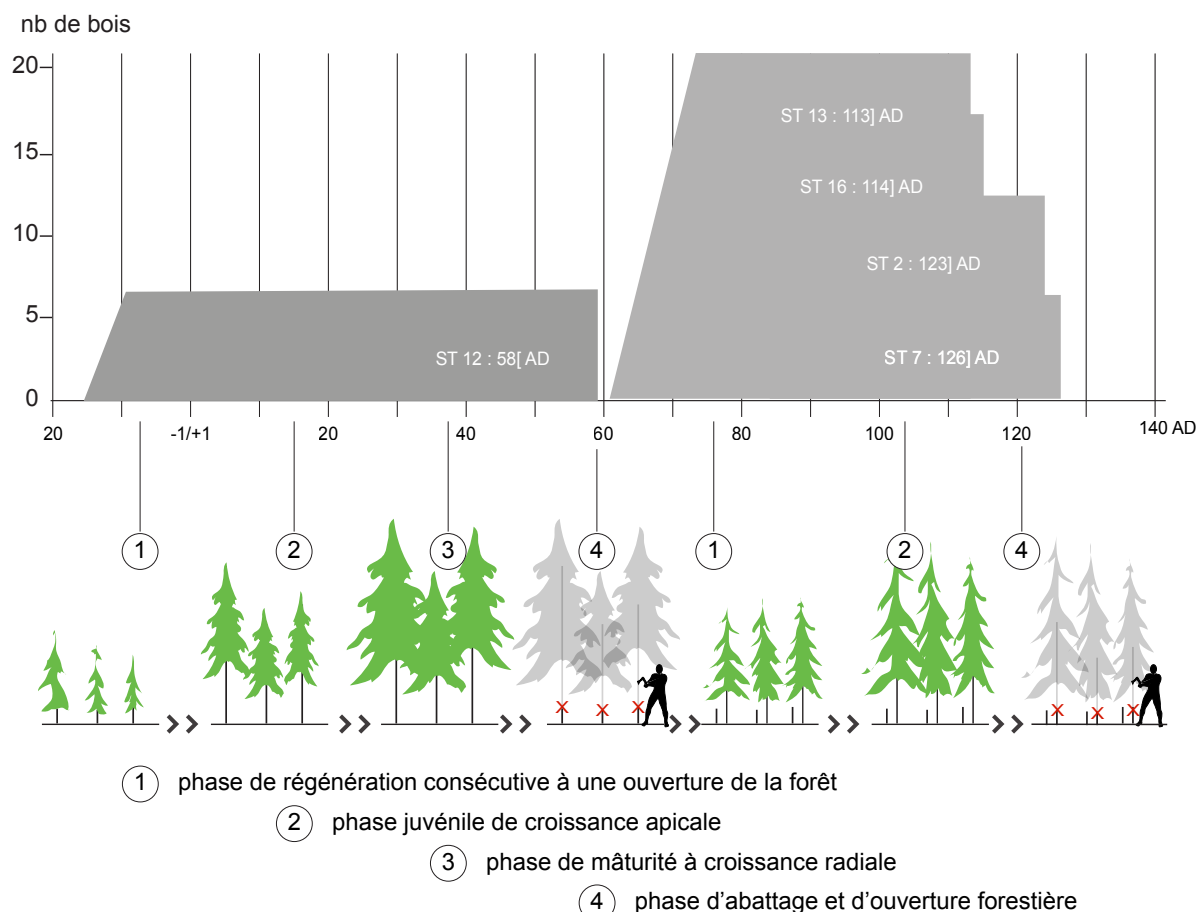 nb de bois
20
15
10
5
0
ST 13 : 113] AD
ST 16 : 114] AD
ST 2 : 123] AD
ST 12 : 58[ AD
ST 7 : 126] AD
20 -1/+1 20 40 60 80 100 120 140 AD
1 2 3 4 1 2 4
1 phase de régénération consécutive à une ouverture de la forêt
2 phase juvénile de croissance apicale
3 phase de mâturité à croissance radiale
4 phase d'abattage et d'ouverture forestière